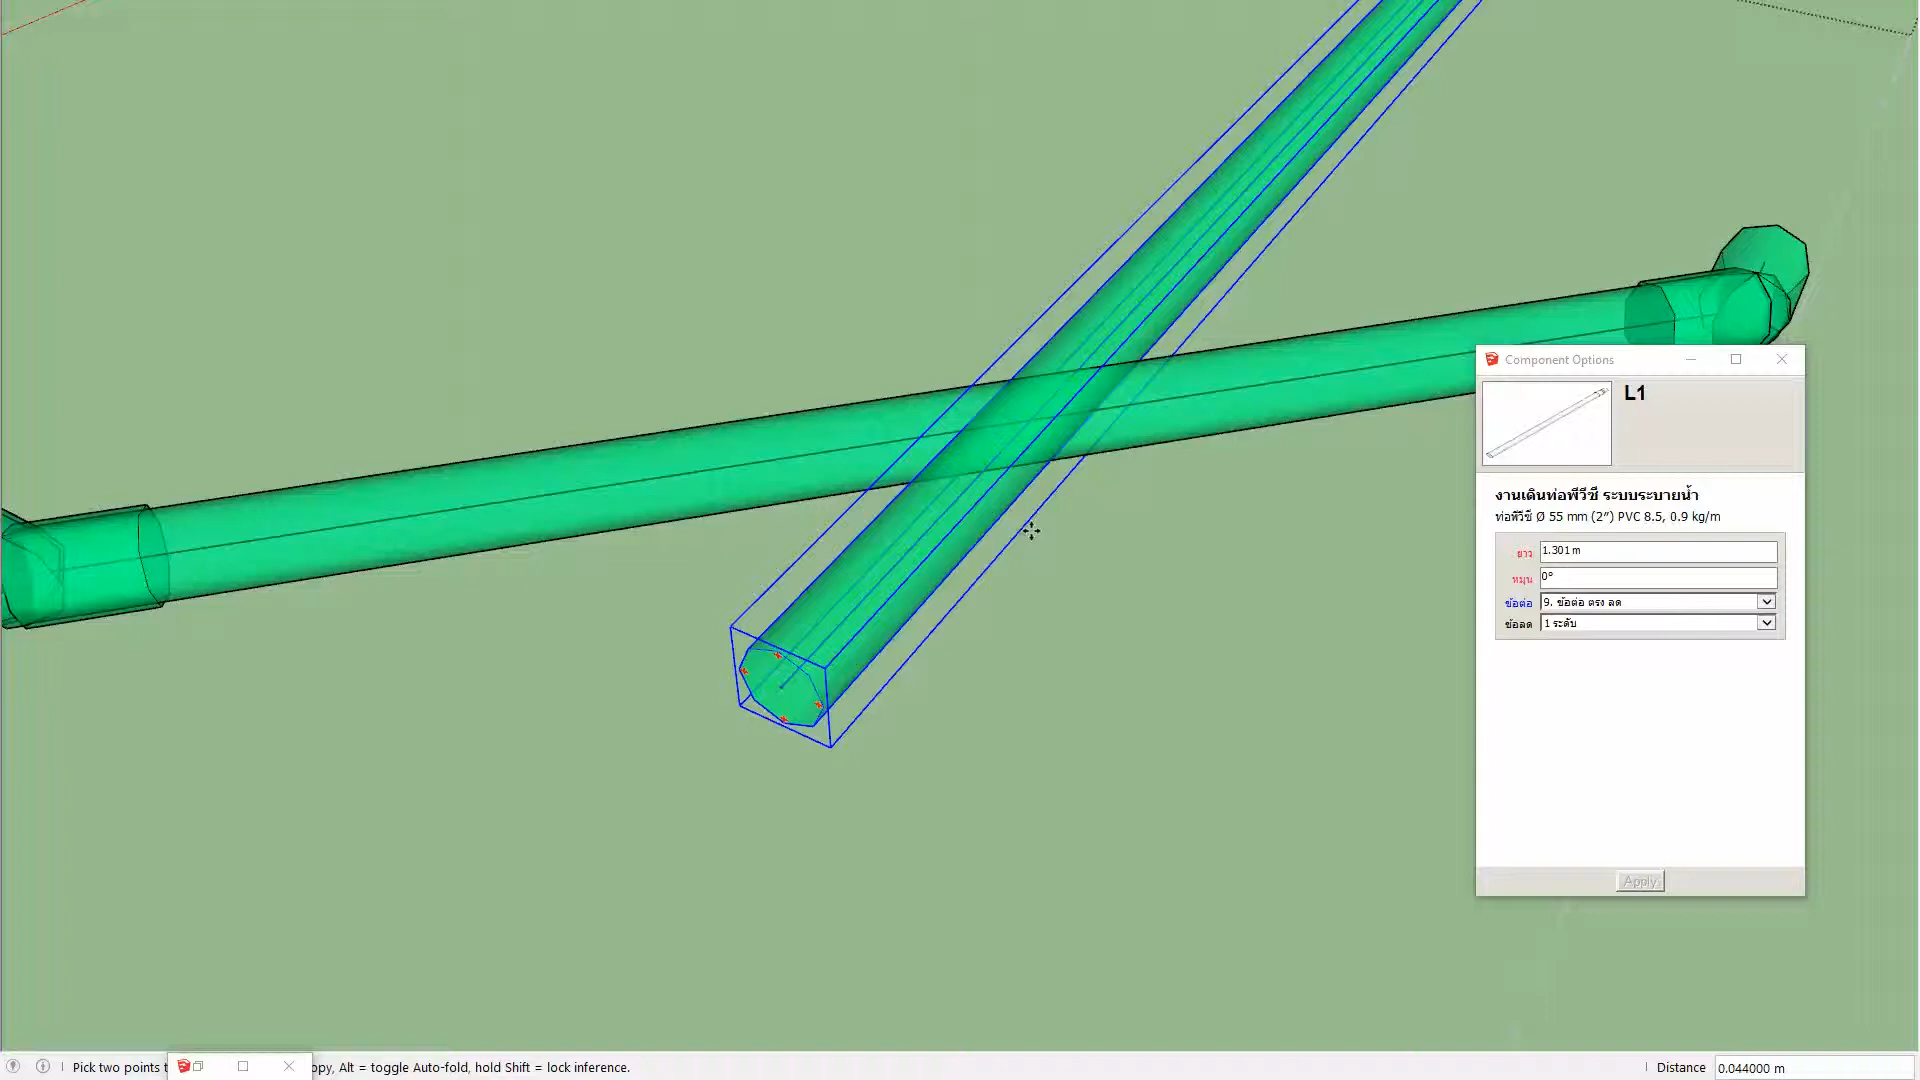 Component Options
L1
งานเดินท่อพีวีซี ระบบระบายน้ำ
ท่อพีวีซี Ø 55 mm (2”) PVC 8.5, 0.9 kg/m
ยาว 1.301 m
หมุน 0°
ข้อต่อ 9. ข้อต่อ ตรง ลด
ข้อลด 1 ระดับ
Apply
Pick two points t opy, Alt = toggle Auto-fold, hold Shift = lock inference.
Distance 0.044000 m